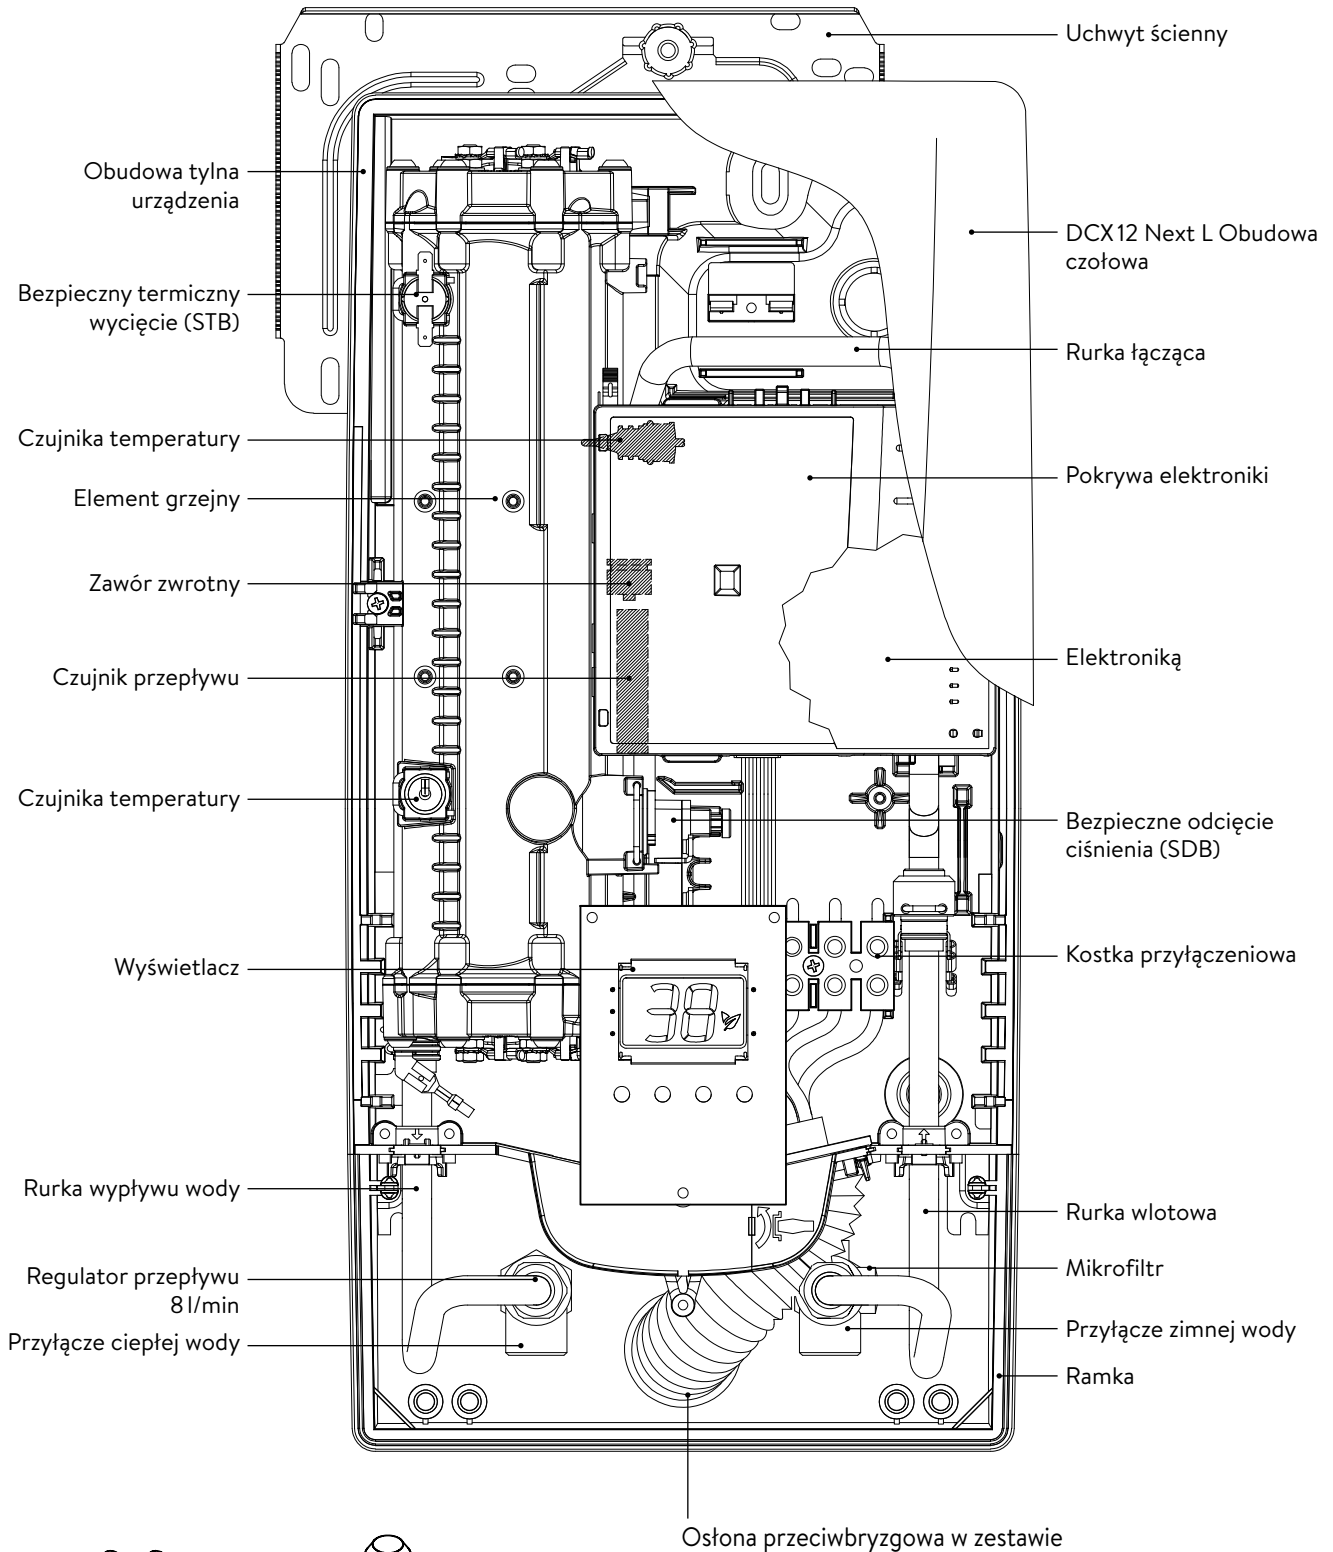 Uchwyt ścienny
Obudowa tylna
urządzenia
DCX12 Next L Obudowa
czołowa
Bezpieczny termiczny
wycięcie (STB)
Rurka łącząca
Czujnika temperatury
Pokrywa elektroniki
Element grzejny
Zawór zwrotny
Elektroniką
Czujnik przepływu
Czujnika temperatury
Bezpieczne odcięcie
ciśnienia (SDB)
Wyświetlacz
Kostka przyłączeniowa
38
Rurka wypływu wody
Rurka wlotowa
Regulator przepływu
8 l/min
Mikrofiltr
Przyłącze ciepłej wody
Przyłącze zimnej wody
Ramka
Osłona przeciwbryzgowa w zestawie